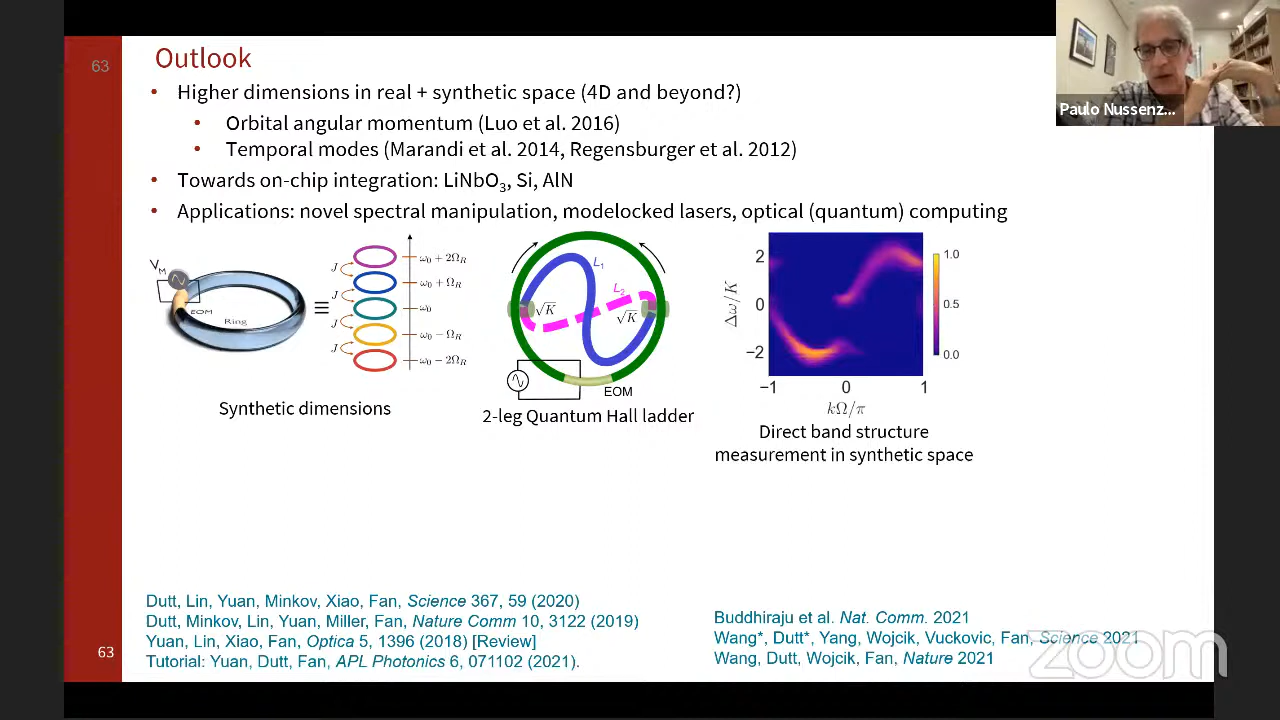 63
Outlook
• Higher dimensions in real + synthetic space (4D and beyond?)
• Orbital angular momentum (Luo et al. 2016)
• Temporal modes (Marandi et al. 2014, Regensburger et al. 2012)
• Towards on-chip integration: LiNbO₃, Si, AlN
• Applications: novel spectral manipulation, modelocked lasers, optical (quantum) computing
Paulo Nussenz...
V_M
EOM
Ring
≡
J
J
J
J
ω₀ + 2Ω_R
ω₀ + Ω_R
ω₀
ω₀ − Ω_R
ω₀ − 2Ω_R
Synthetic dimensions
L₁
L₂
√K
√K
EOM
2-leg Quantum Hall ladder
Δω/K
2
0
−2
−1
0
1
kΩ/π
1.0
0.5
0.0
Direct band structure
measurement in synthetic space
Dutt, Lin, Yuan, Minkov, Xiao, Fan, Science 367, 59 (2020)
Dutt, Minkov, Lin, Yuan, Miller, Fan, Nature Comm 10, 3122 (2019)
Yuan, Lin, Xiao, Fan, Optica 5, 1396 (2018) [Review]
Tutorial: Yuan, Dutt, Fan, APL Photonics 6, 071102 (2021).
Buddhiraju et al. Nat. Comm. 2021
Wang*, Dutt*, Yang, Wojcik, Vuckovic, Fan, Science 2021
Wang, Dutt, Wojcik, Fan, Nature 2021
63
zoom